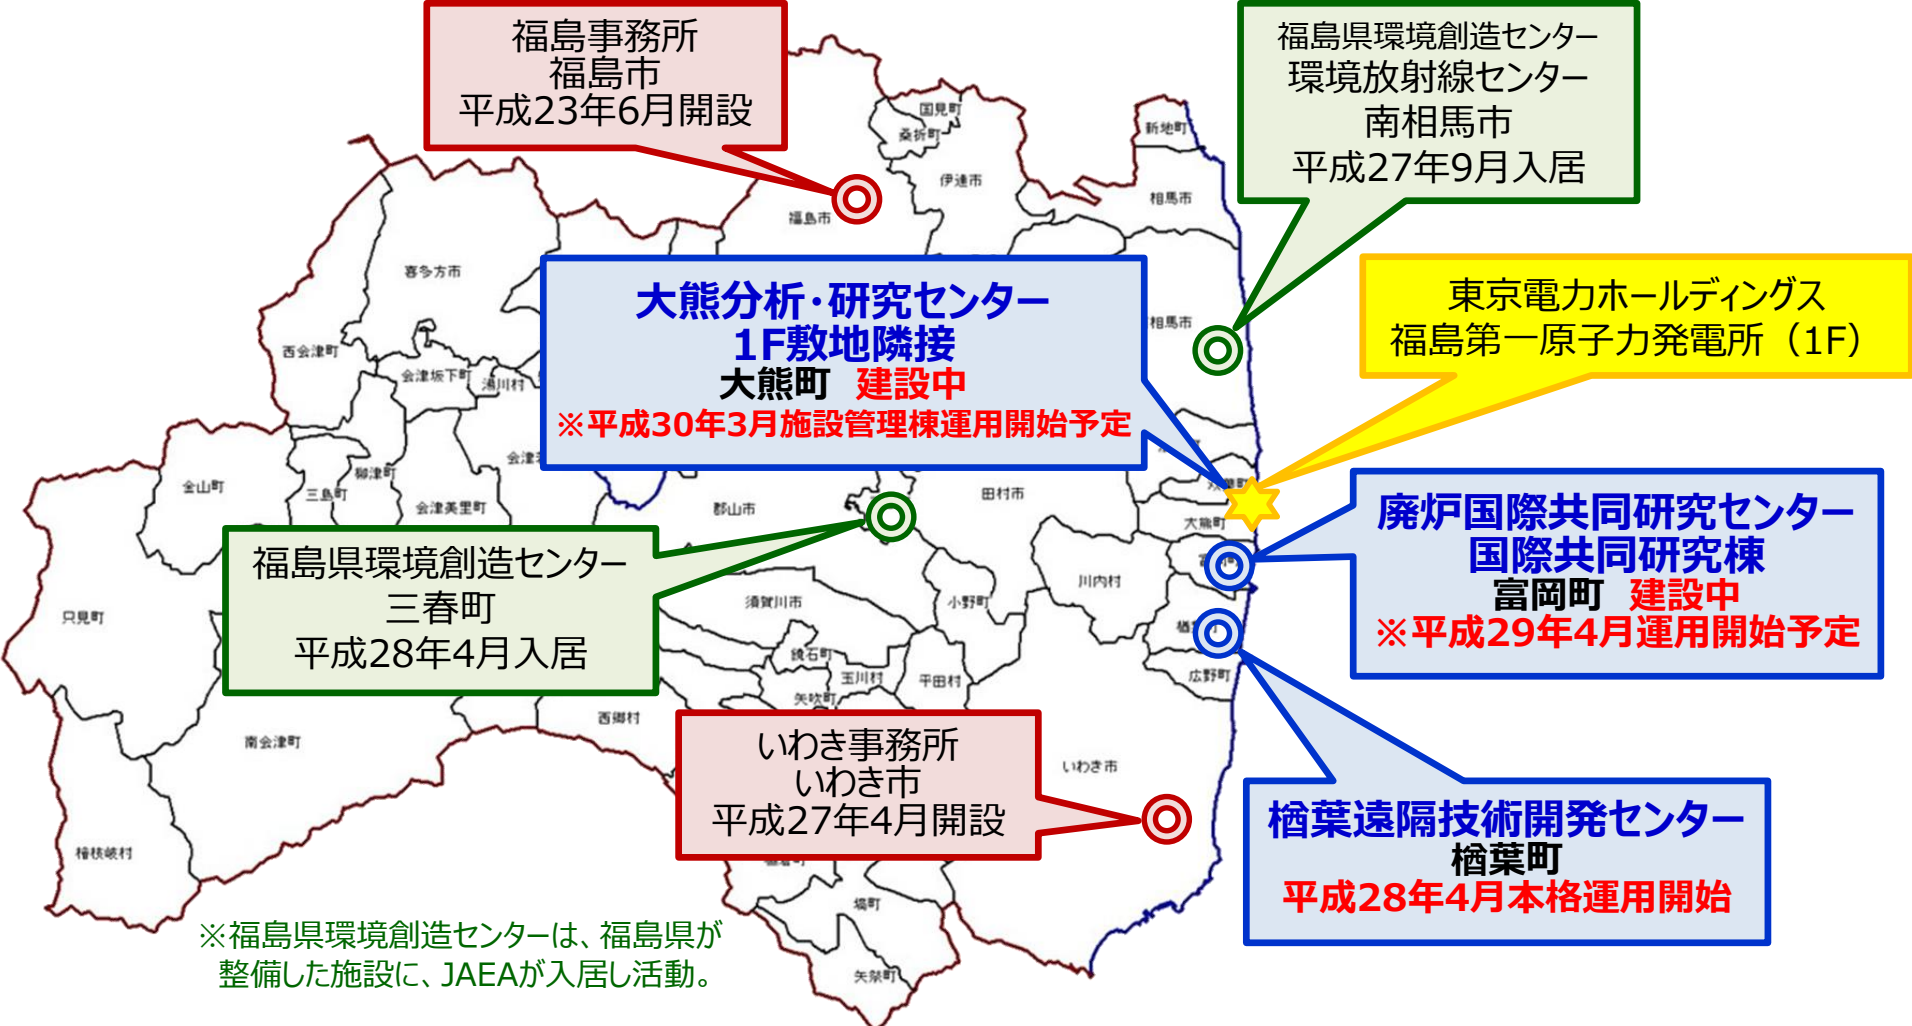 福島事務所
福島市
平成23年6月開設
福島県環境創造センター
環境放射線センター
南相馬市
平成27年9月入居
大熊分析・研究センター
1F敷地隣接
大熊町 建設中
※平成30年3月施設管理棟運用開始予定
東京電力ホールディングス
福島第一原子力発電所（1F）
廃炉国際共同研究センター
国際共同研究棟
富岡町 建設中
※平成29年4月運用開始予定
福島県環境創造センター
三春町
平成28年4月入居
いわき事務所
いわき市
平成27年4月開設
楢葉遠隔技術開発センター
楢葉町
平成28年4月本格運用開始
※福島県環境創造センターは、福島県が
整備した施設に、JAEAが入居し活動。
国見町
桑折町
新地町
伊達市
相馬市
福島市
喜多方市
相馬市
西会津町
会津坂下町
湯川村
柳津町
金山町
三島町
会津美里町
郡山市
田村市
大熊町
川内村
小野町
須賀川市
只見町
鏡石町
玉川村
平田村
矢吹町
広野町
西郷村
南会津町
いわき市
檜枝岐村
塙町
矢祭町